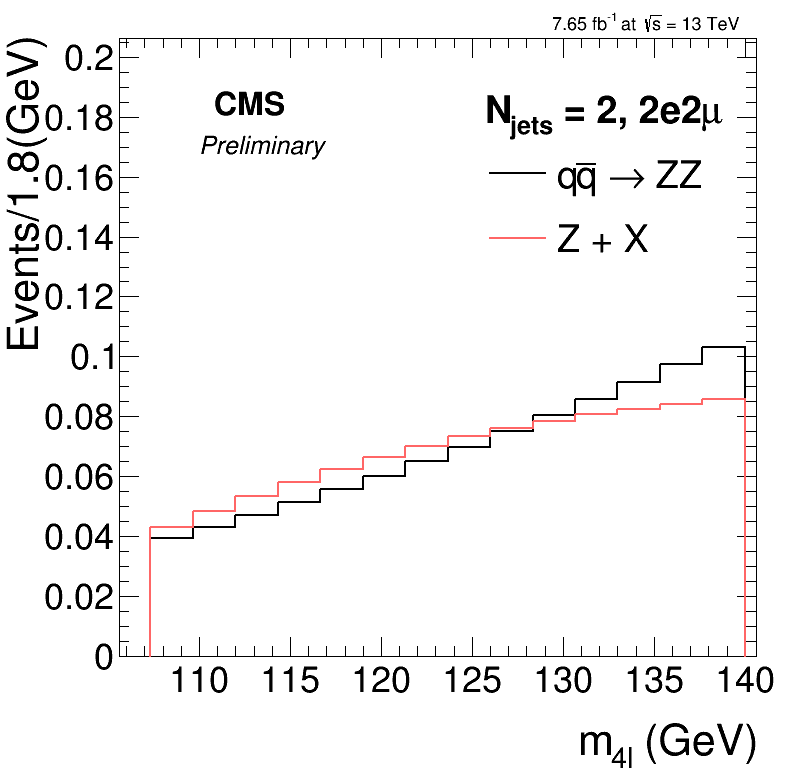 7.65 fb⁻¹ at √s = 13 TeV
CMS
Preliminary
N_jets = 2, 2e2μ
qq̅ → ZZ
Z + X
Events/1.8(GeV)
0.2
0.18
0.16
0.14
0.12
0.1
0.08
0.06
0.04
0.02
0
110 115 120 125 130 135 140
m_4l (GeV)